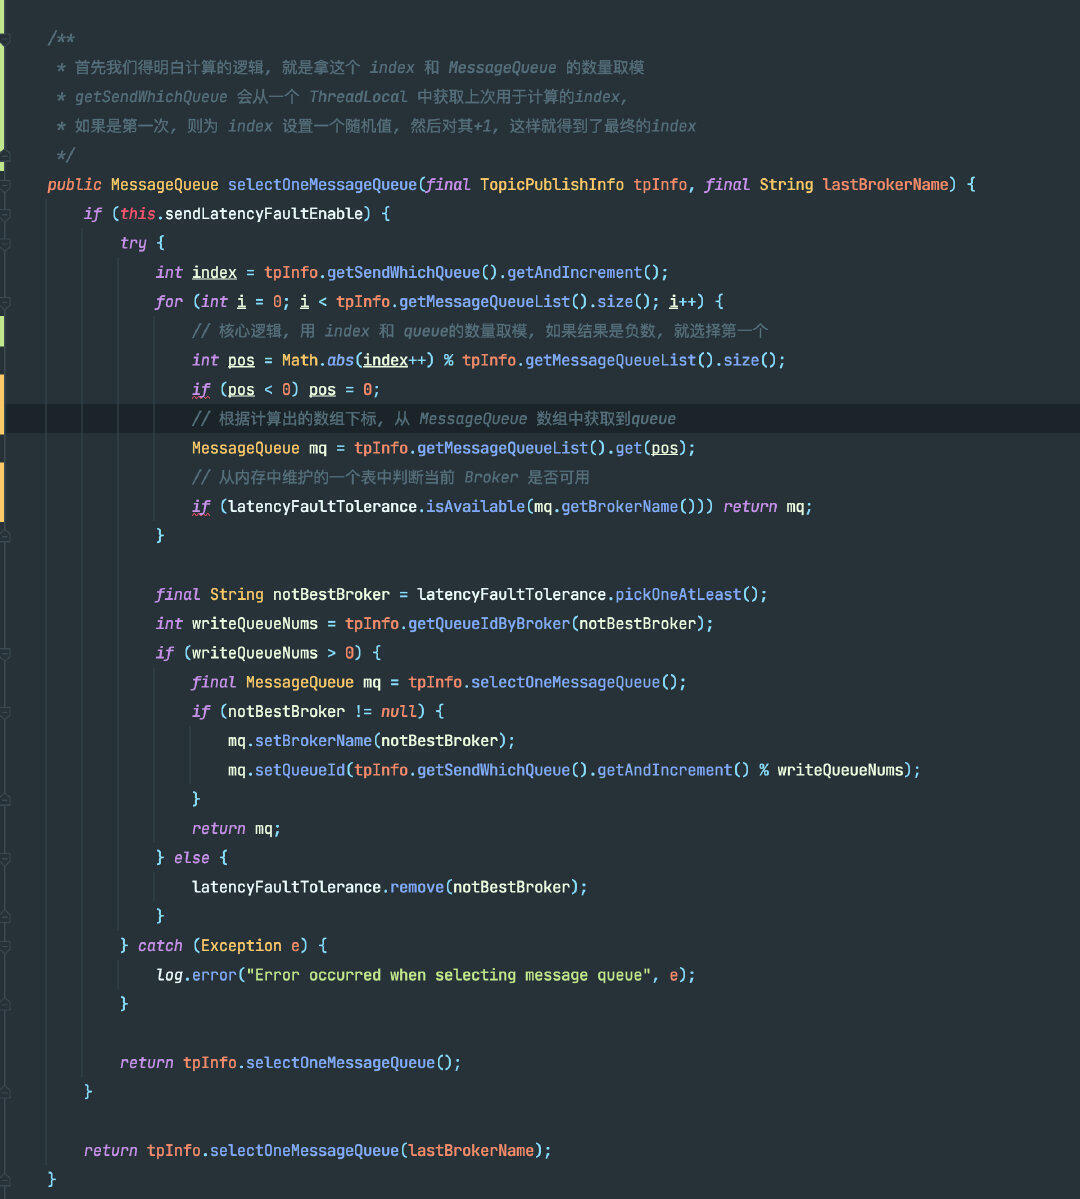 /**
 * 首先我们得明白计算的逻辑, 就是拿这个 index 和 MessageQueue 的数量取模
 * getSendWhichQueue 会从一个 ThreadLocal 中获取上次用于计算的index,
 * 如果是第一次, 则为 index 设置一个随机值, 然后对其+1, 这样就得到了最终的index
 */
public MessageQueue selectOneMessageQueue(final TopicPublishInfo tpInfo, final String lastBrokerName) {
    if (this.sendLatencyFaultEnable) {
        try {
            int index = tpInfo.getSendWhichQueue().getAndIncrement();
            for (int i = 0; i < tpInfo.getMessageQueueList().size(); i++) {
                // 核心逻辑, 用 index 和 queue的数量取模, 如果结果是负数, 就选择第一个
                int pos = Math.abs(index++) % tpInfo.getMessageQueueList().size();
                if (pos < 0) pos = 0;
                // 根据计算出的数组下标, 从 MessageQueue 数组中获取到queue
                MessageQueue mq = tpInfo.getMessageQueueList().get(pos);
                // 从内存中维护的一个表中判断当前 Broker 是否可用
                if (latencyFaultTolerance.isAvailable(mq.getBrokerName())) return mq;
            }

            final String notBestBroker = latencyFaultTolerance.pickOneAtLeast();
            int writeQueueNums = tpInfo.getQueueIdByBroker(notBestBroker);
            if (writeQueueNums > 0) {
                final MessageQueue mq = tpInfo.selectOneMessageQueue();
                if (notBestBroker != null) {
                    mq.setBrokerName(notBestBroker);
                    mq.setQueueId(tpInfo.getSendWhichQueue().getAndIncrement() % writeQueueNums);
                }
                return mq;
            } else {
                latencyFaultTolerance.remove(notBestBroker);
            }
        } catch (Exception e) {
            log.error("Error occurred when selecting message queue", e);
        }

        return tpInfo.selectOneMessageQueue();
    }

    return tpInfo.selectOneMessageQueue(lastBrokerName);
}